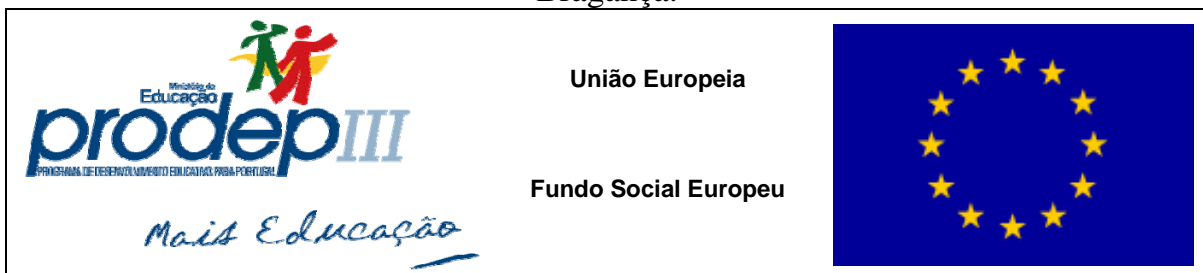 Bragança.
Ministério da
Educação
prodepIII
PROGRAMA DE DESENVOLVIMENTO EDUCATIVO PARA PORTUGAL
Mais Educação
União Europeia
Fundo Social Europeu